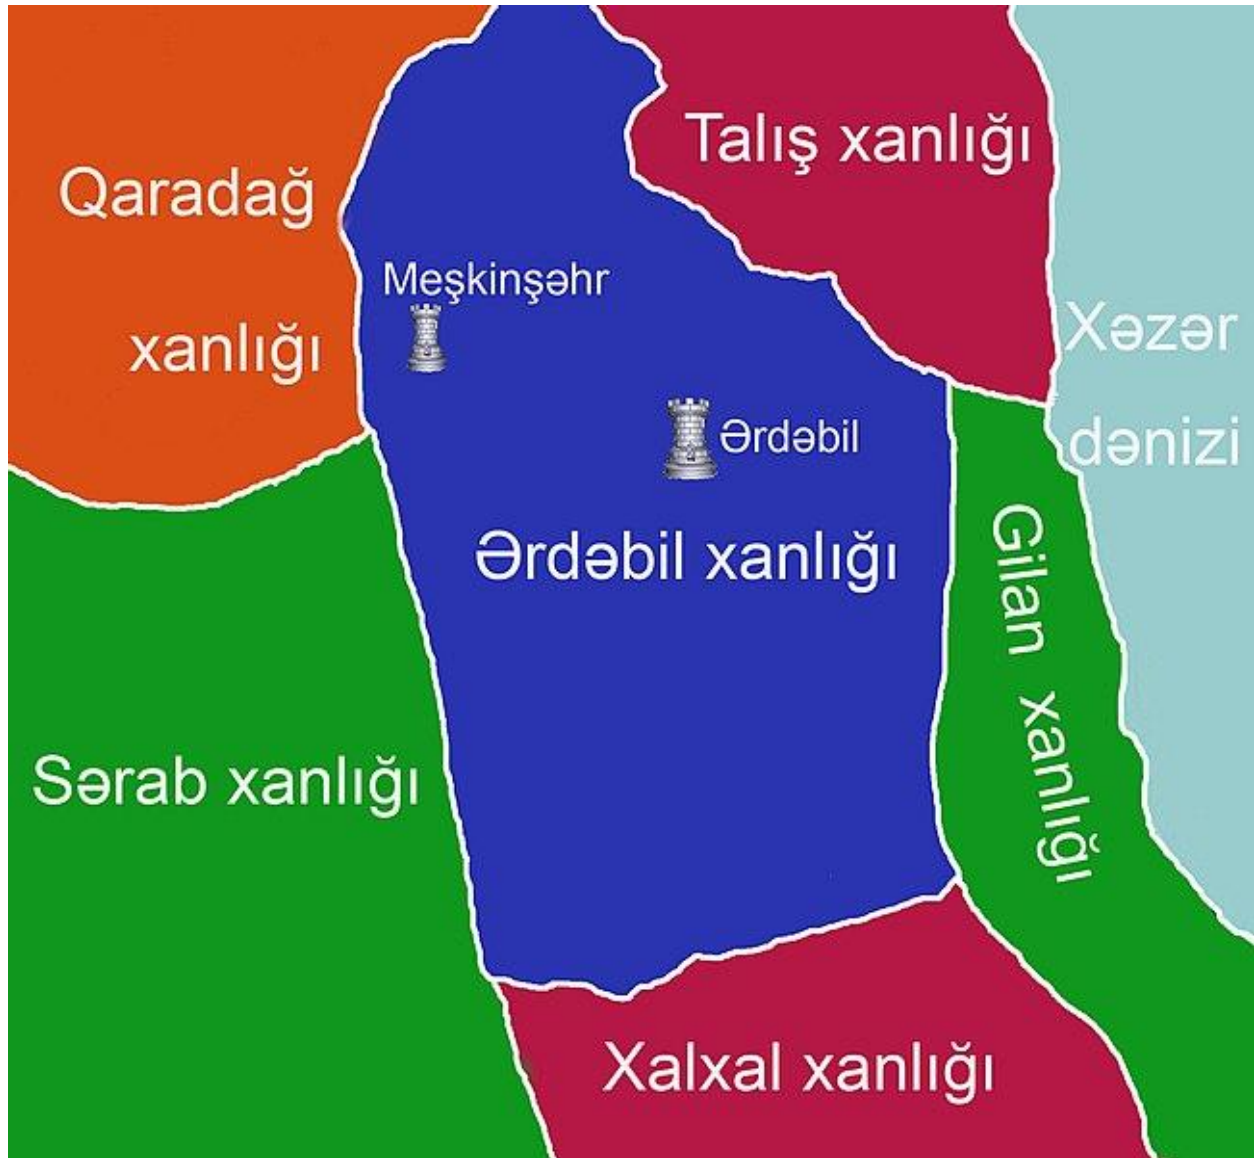 Talış xanlığı
Qaradağ
xanlığı
Meşkinşəhr
Xəzər
dənizi
Ərdəbil
Ərdəbil xanlığı
Gilan xanlığı
Sərab xanlığı
Xalxal xanlığı